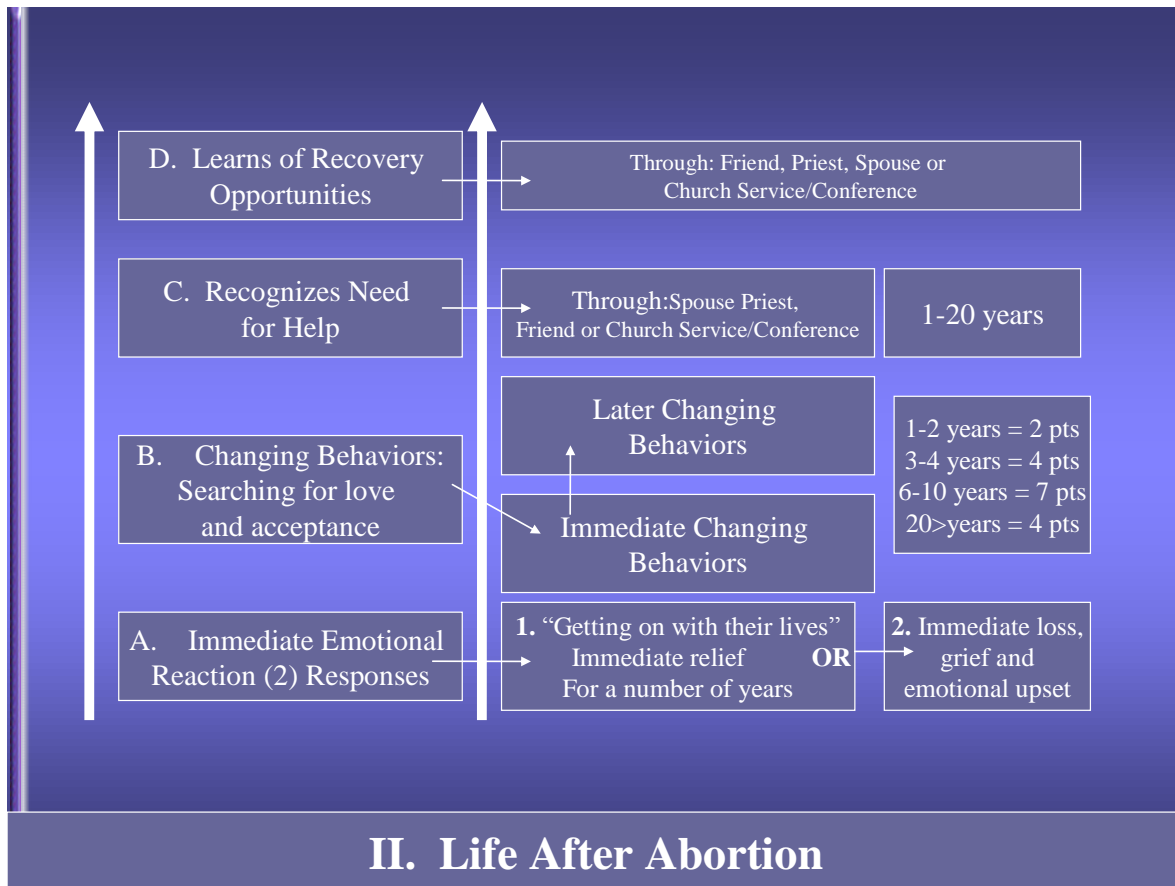 D. Learns of Recovery
Opportunities
Through: Friend, Priest, Spouse or
Church Service/Conference
C. Recognizes Need
for Help
Through:Spouse Priest,
Friend or Church Service/Conference
1-20 years
Later Changing
Behaviors
B. Changing Behaviors:
Searching for love
and acceptance
Immediate Changing
Behaviors
1-2 years = 2 pts
3-4 years = 4 pts
6-10 years = 7 pts
20>years = 4 pts
A. Immediate Emotional
Reaction (2) Responses
1. “Getting on with their lives”
Immediate relief OR
For a number of years
2. Immediate loss,
grief and
emotional upset
II. Life After Abortion